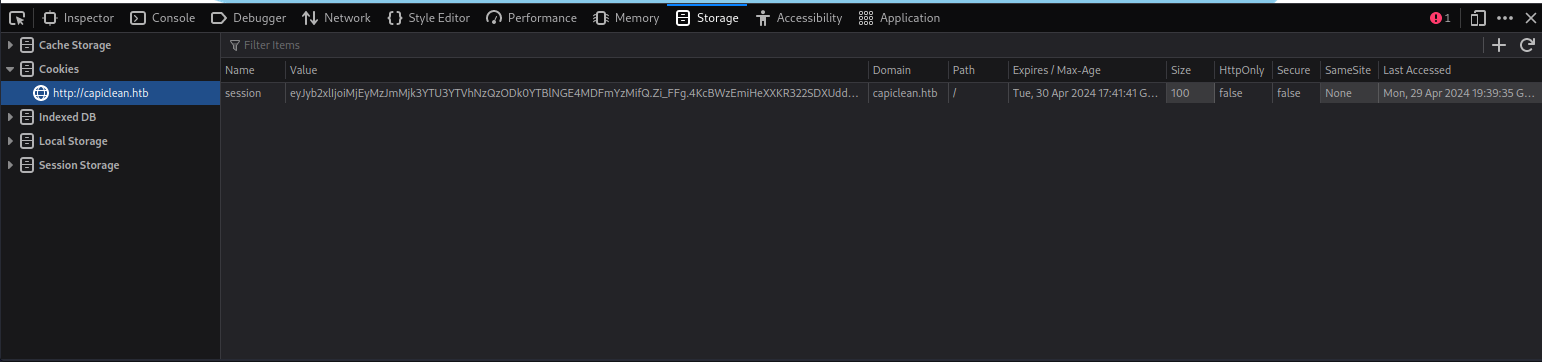 Inspector Console Debugger Network Style Editor Performance Memory Storage Accessibility Application 1
Cache Storage
Cookies
http://capiclean.htb
Indexed DB
Local Storage
Session Storage
Filter Items
Name Value Domain Path Expires / Max-Age Size HttpOnly Secure SameSite Last Accessed
session eyJyb2xlIjoiMjEyMzJmMjk3YTU3YTVhNzQzODk0YTBlNGE4MDFmYzMifQ.Zi_FFg.4KcBWzEmiHeXXKR322SDXUdd... capiclean.htb / Tue, 30 Apr 2024 17:41:41 G... 100 false false None Mon, 29 Apr 2024 19:39:35 G...